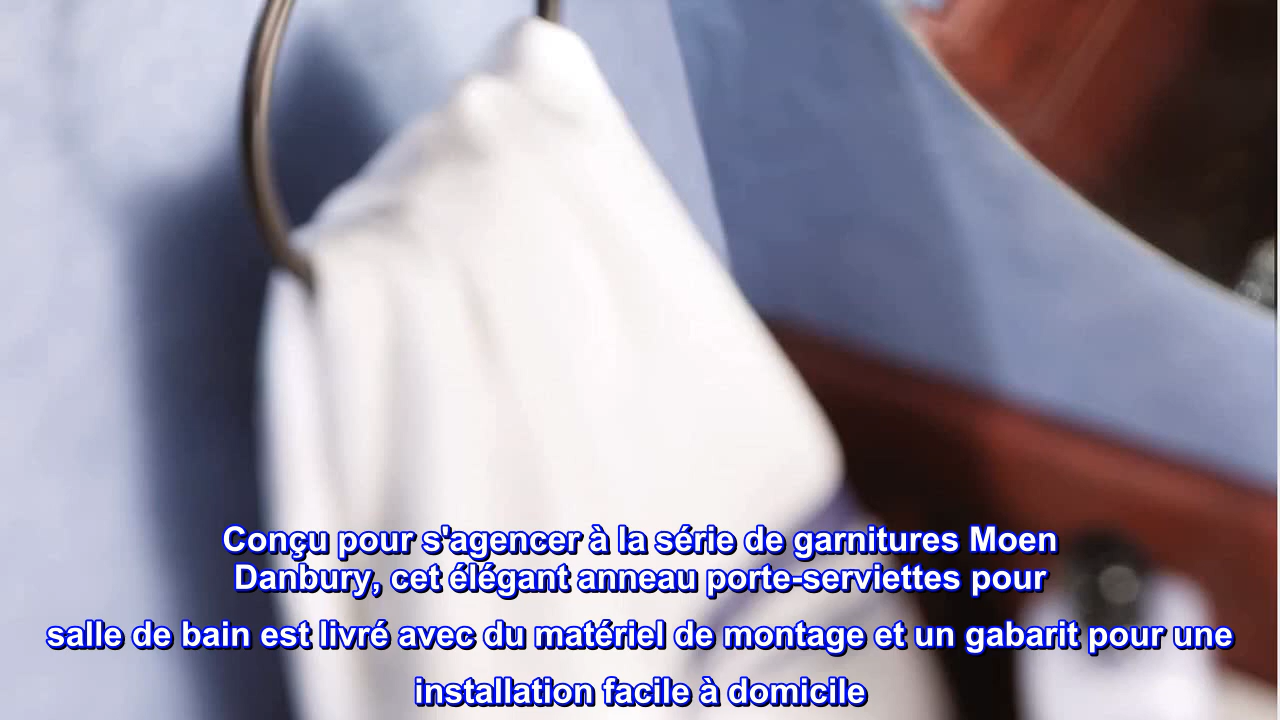 Conçu pour s'agencer à la série de garnitures Moen
Danbury, cet élégant anneau porte-serviettes pour
salle de bain est livré avec du matériel de montage et un gabarit pour une
installation facile à domicile